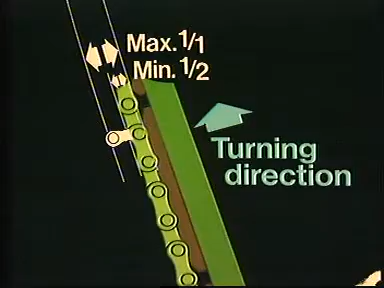 Max. 1/1
Min. 1/2
Turning
direction